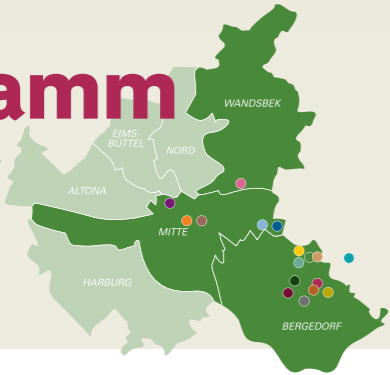 amm
WANDSBEK
EIMS-
BÜTTEL
NORD
ALTONA
MITTE
HARBURG
BERGEDORF